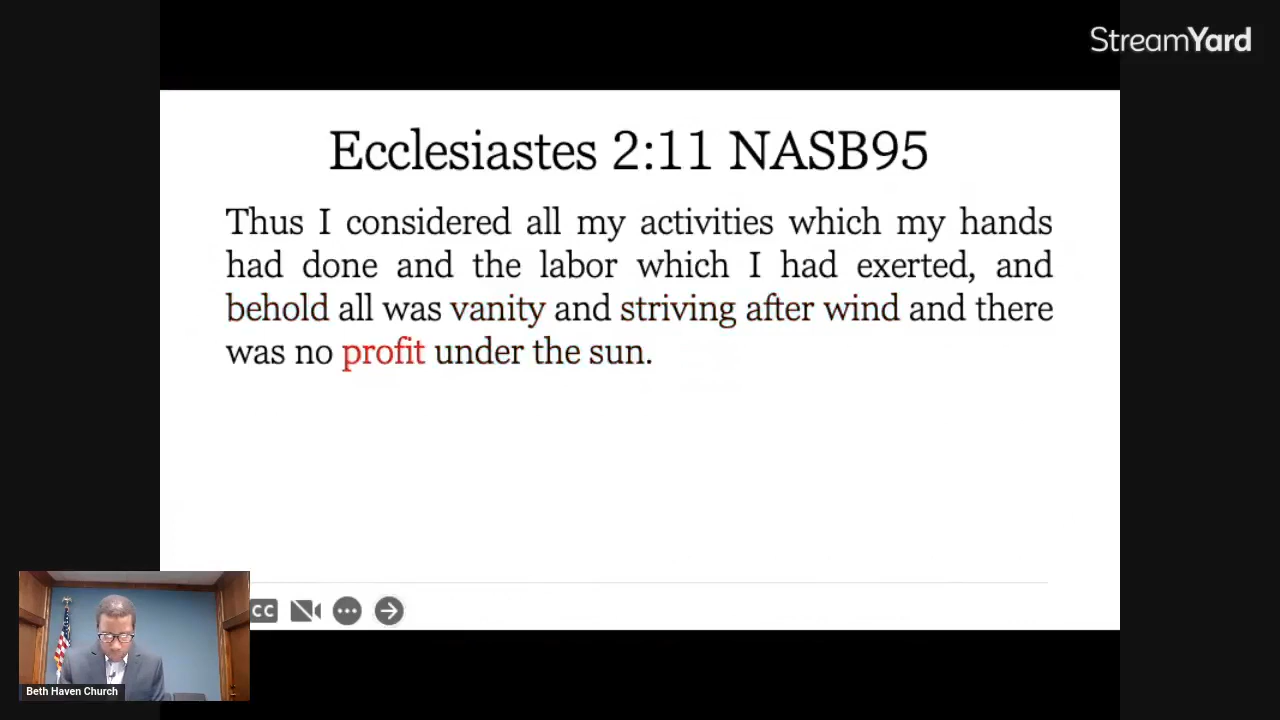 StreamYard
Ecclesiastes 2:11 NASB95
Thus I considered all my activities which my hands
had done and the labor which I had exerted, and
behold all was vanity and striving after wind and there
was no profit under the sun.
CC
Beth Haven Church